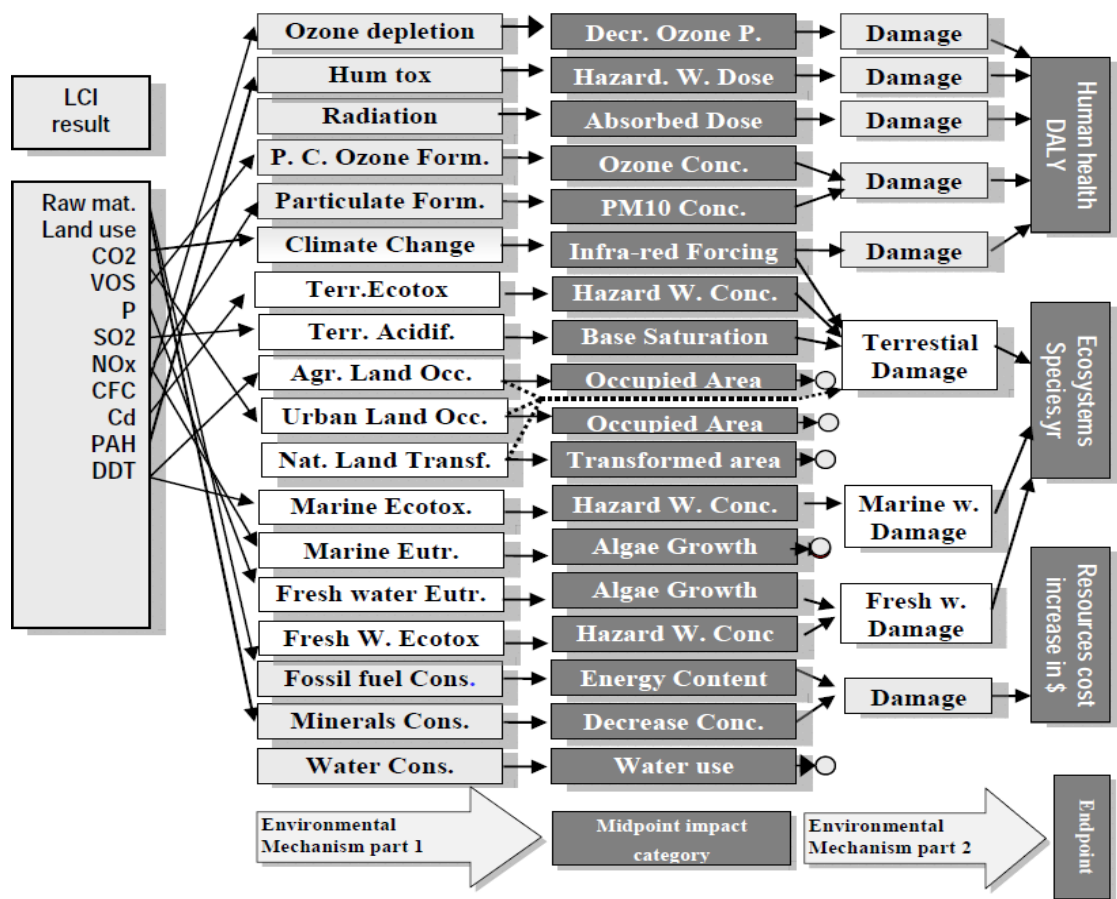 LCI
result
Raw mat.
Land use
CO2
VOS
P
SO2
NOx
CFC
Cd
PAH
DDT
Ozone depletion
Hum tox
Radiation
P. C. Ozone Form.
Particulate Form.
Climate Change
Terr.Ecotox
Terr. Acidif.
Agr. Land Occ.
Urban Land Occ.
Nat. Land Transf.
Marine Ecotox.
Marine Eutr.
Fresh water Eutr.
Fresh W. Ecotox
Fossil fuel Cons.
Minerals Cons.
Water Cons.
Decr. Ozone P.
Hazard. W. Dose
Absorbed Dose
Ozone Conc.
PM10 Conc.
Infra-red Forcing
Hazard W. Conc.
Base Saturation
Occupied Area
Occupied Area
Transformed area
Hazard W. Conc.
Algae Growth
Algae Growth
Hazard W. Conc
Energy Content
Decrease Conc.
Water use
Damage
Damage
Damage
Damage
Damage
Terrestial
Damage
Marine w.
Damage
Fresh w.
Damage
Damage
Human health
DALY
Ecosystems
Species.yr
Resources cost
increase in $
Environmental
Mechanism part 1
Midpoint impact
category
Environmental
Mechanism part 2
Endpoint